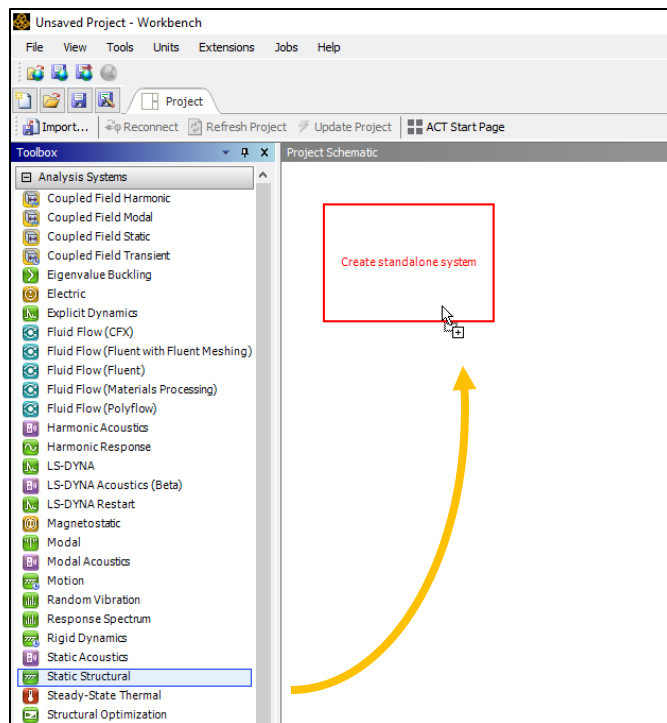 Unsaved Project - Workbench
File View Tools Units Extensions Jobs Help
Project
Import... Reconnect Refresh Project Update Project ACT Start Page
Toolbox
Project Schematic
Analysis Systems
Coupled Field Harmonic
Coupled Field Modal
Coupled Field Static
Coupled Field Transient
Eigenvalue Buckling
Electric
Explicit Dynamics
Fluid Flow (CFX)
Fluid Flow (Fluent with Fluent Meshing)
Fluid Flow (Fluent)
Fluid Flow (Materials Processing)
Fluid Flow (Polyflow)
Harmonic Acoustics
Harmonic Response
LS-DYNA
LS-DYNA Acoustics (Beta)
LS-DYNA Restart
Magnetostatic
Modal
Modal Acoustics
Motion
Random Vibration
Response Spectrum
Rigid Dynamics
Static Acoustics
Static Structural
Steady-State Thermal
Structural Optimization
Create standalone system